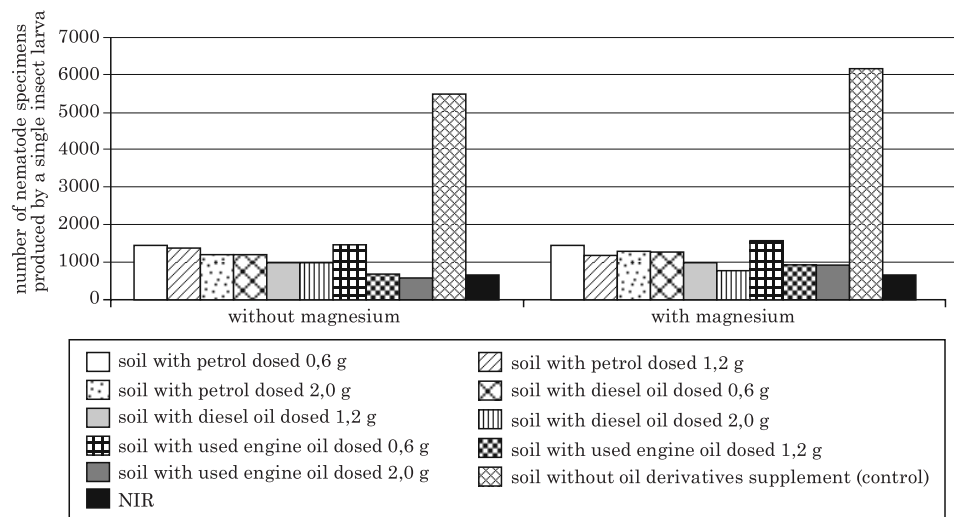 number of nematode specimens
produced by a single insect larva
7000
6000
5000
4000
3000
2000
1000
0
without magnesium
with magnesium
soil with petrol dosed 0,6 g
soil with petrol dosed 1,2 g
soil with petrol dosed 2,0 g
soil with diesel oil dosed 0,6 g
soil with diesel oil dosed 1,2 g
soil with diesel oil dosed 2,0 g
soil with used engine oil dosed 0,6 g
soil with used engine oil dosed 1,2 g
soil with used engine oil dosed 2,0 g
soil without oil derivatives supplement (control)
NIR